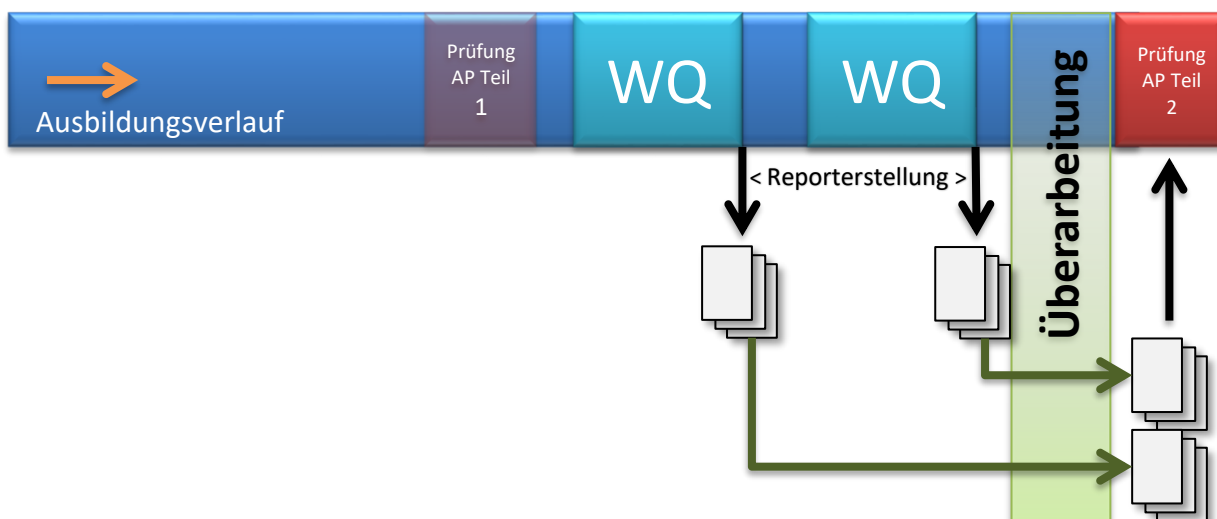 Ausbildungsverlauf
Prüfung
AP Teil
1
WQ
WQ
Überarbeitung
Prüfung
AP Teil
2
< Reporterstellung >